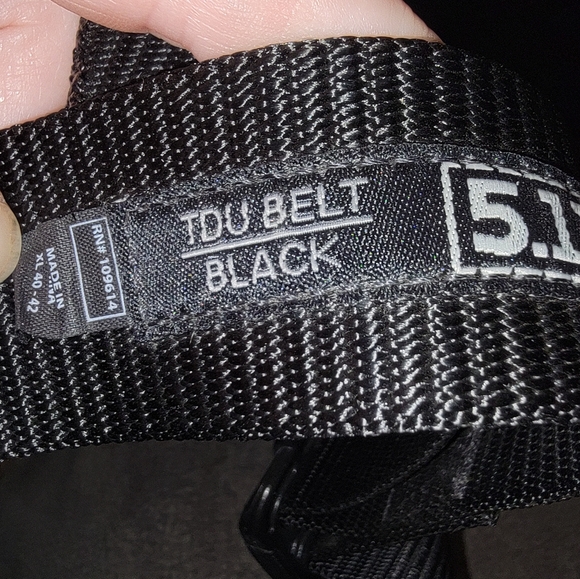 TDU BELT
BLACK
5.1
RN# 109614
MADE IN
XL 40 - 42